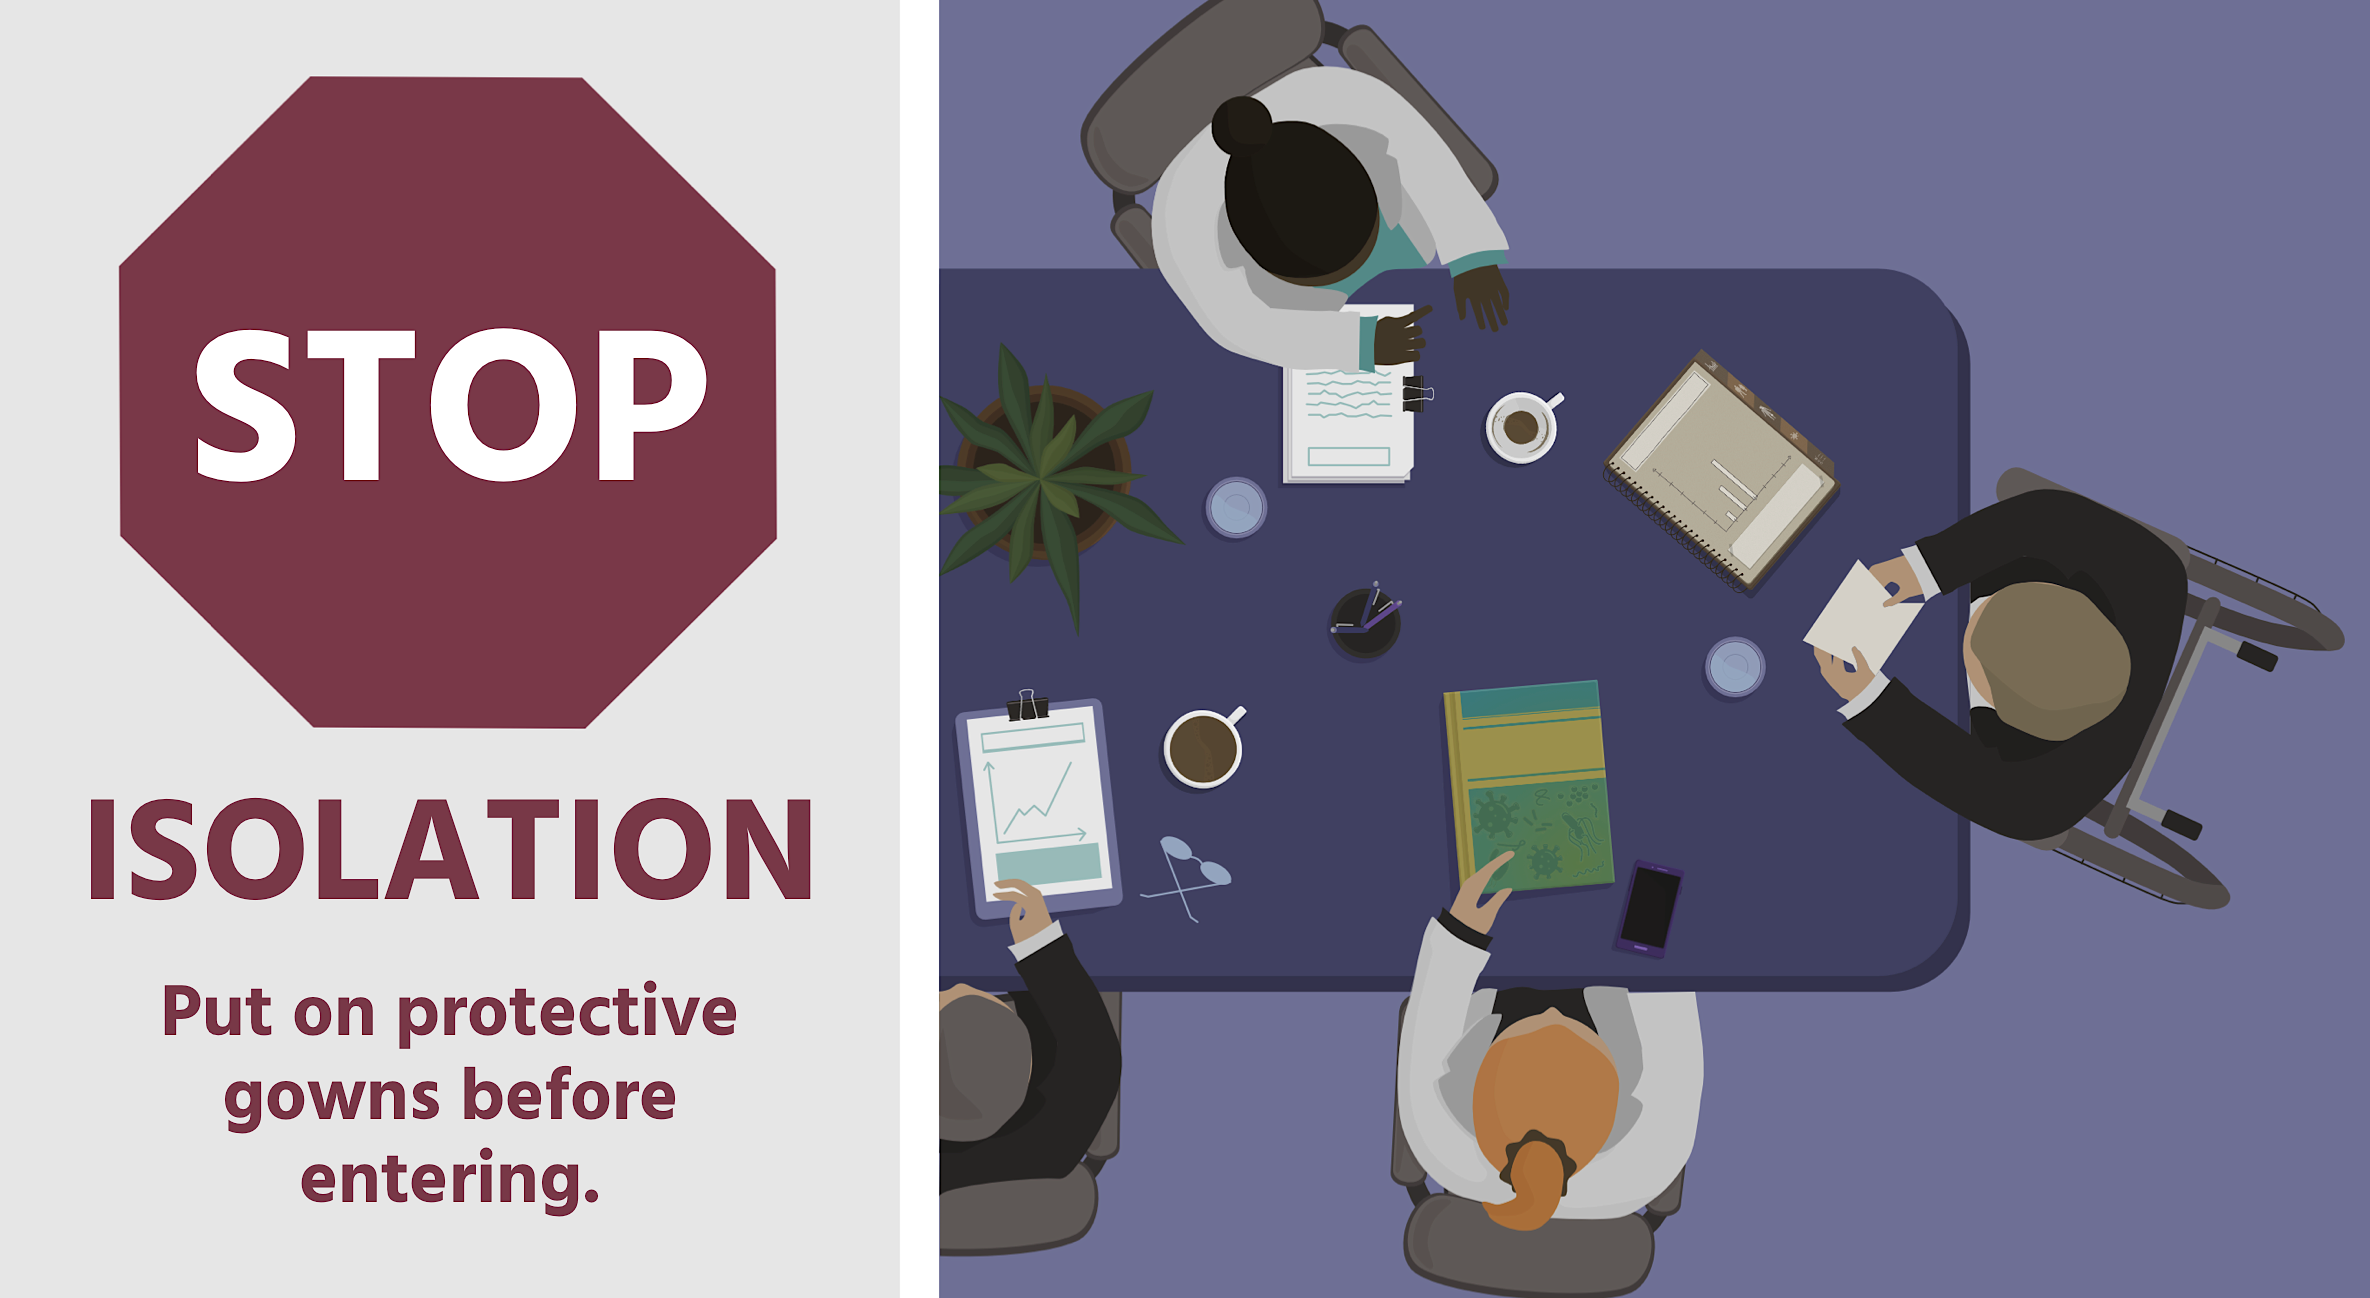 STOP
ISOLATION
Put on protective
gowns before
entering.